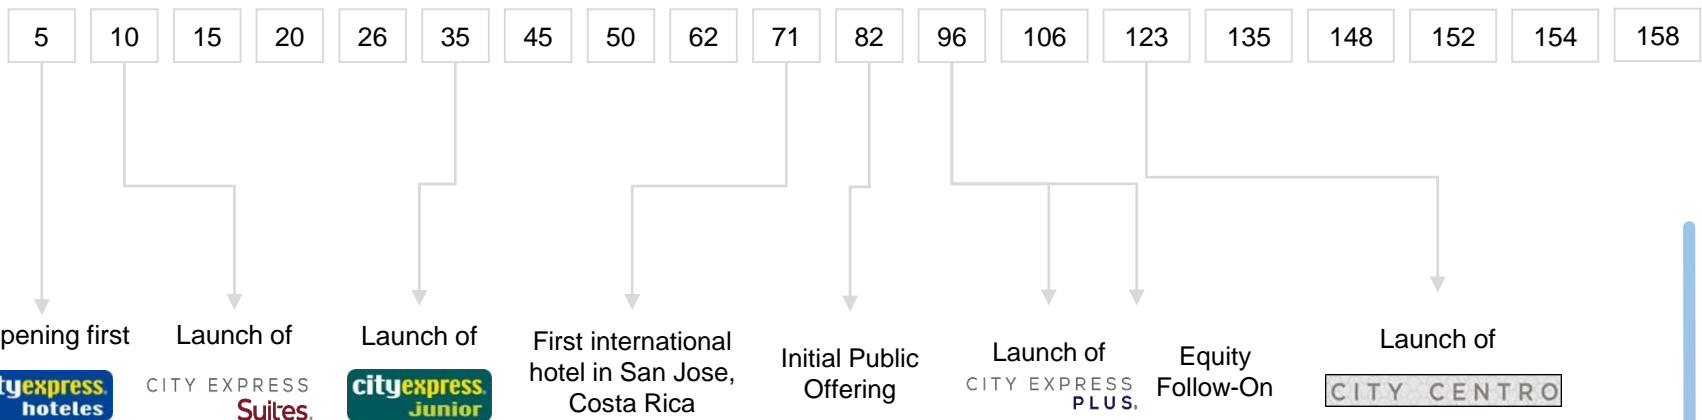 5 10 15 20 26 35 45 50 62 71 82 96 106 123 135 148 152 154 158
pening first
tyexpress.
hoteles
Launch of
CITY EXPRESS
Suites.
Launch of
cityexpress.
Junior
First international
hotel in San Jose,
Costa Rica
Initial Public
Offering
Launch of
CITY EXPRESS
PLUS.
Equity
Follow-On
Launch of
CITY CENTRO